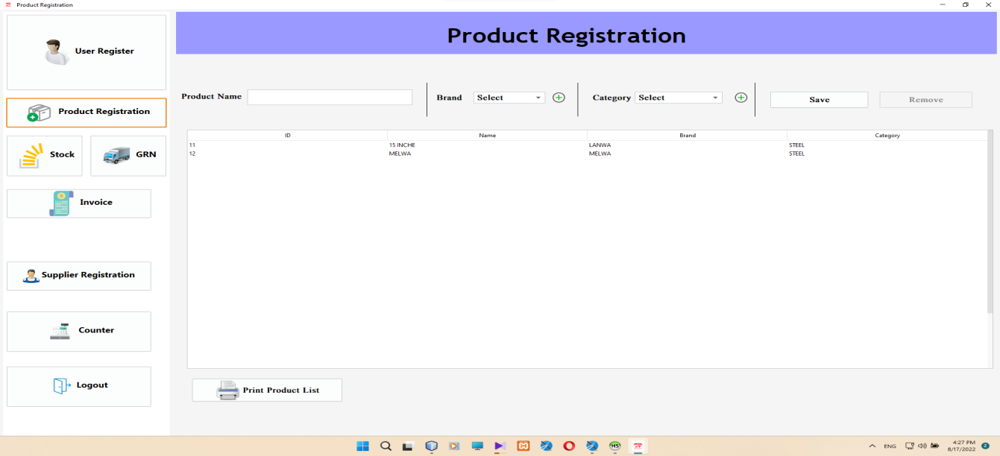 Product Registration
Product Registration
User Register
Product Registration
Stock
GRN
Invoice
Supplier Registration
Counter
Logout
Product Name
Brand
Select
Category
Select
Save
Remove
ID Name Brand Category
11 15 INCHE LANWA STEEL
12 MELWA MELWA STEEL
Print Product List
HS
ENG
4:27 PM
8/17/2022
2